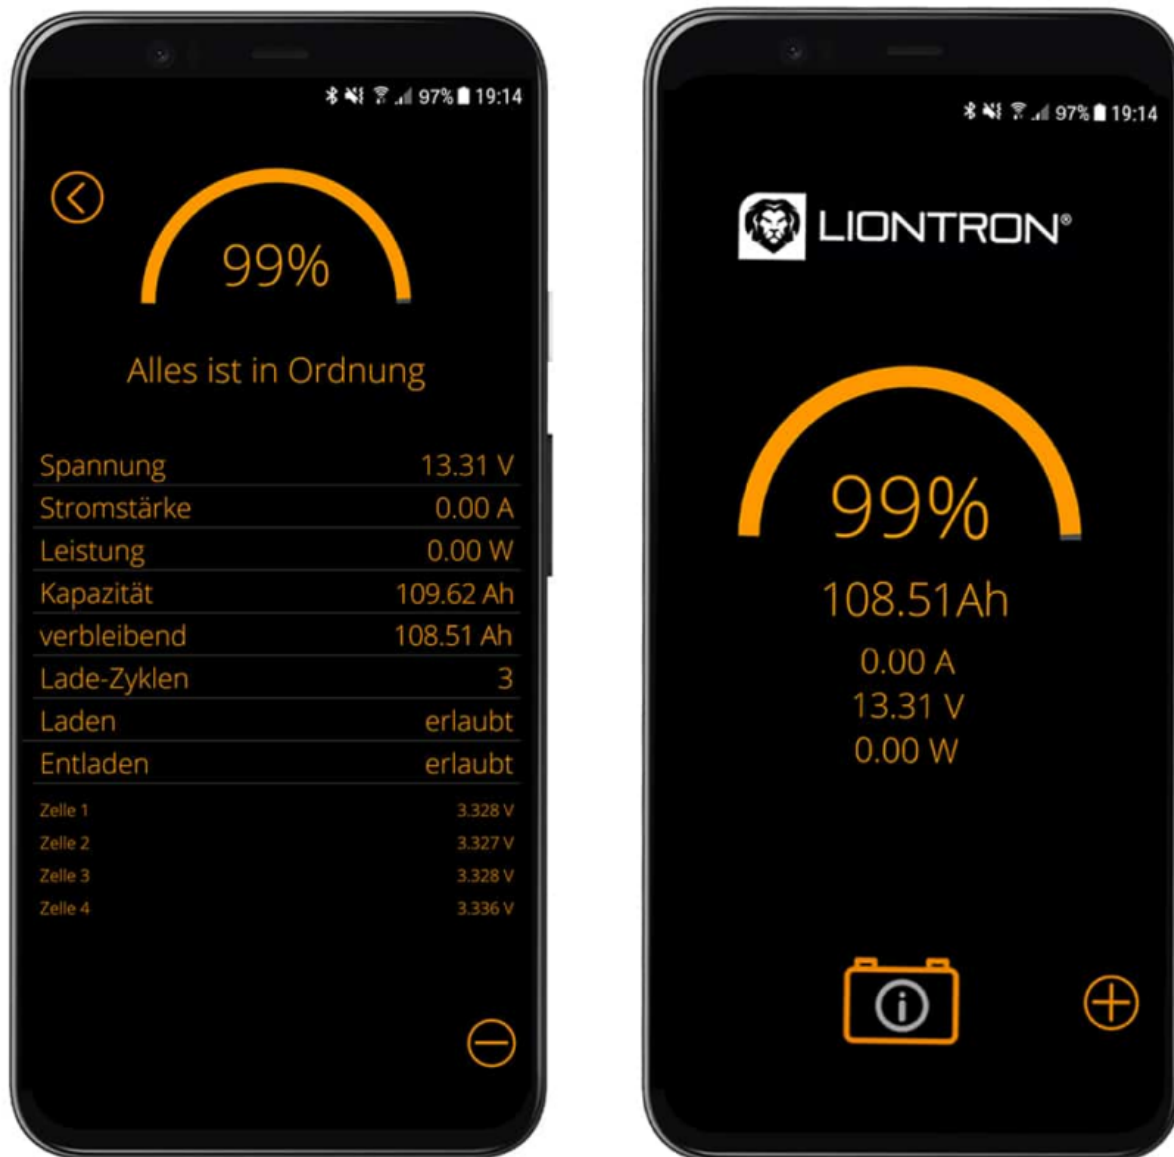 97% 19:14
99%
Alles ist in Ordnung
Spannung 13.31 V
Stromstärke 0.00 A
Leistung 0.00 W
Kapazität 109.62 Ah
verbleibend 108.51 Ah
Lade-Zyklen 3
Laden erlaubt
Entladen erlaubt
Zelle 1 3.328 V
Zelle 2 3.327 V
Zelle 3 3.328 V
Zelle 4 3.336 V
97% 19:14
LIONTRON®
99%
108.51Ah
0.00 A
13.31 V
0.00 W
i